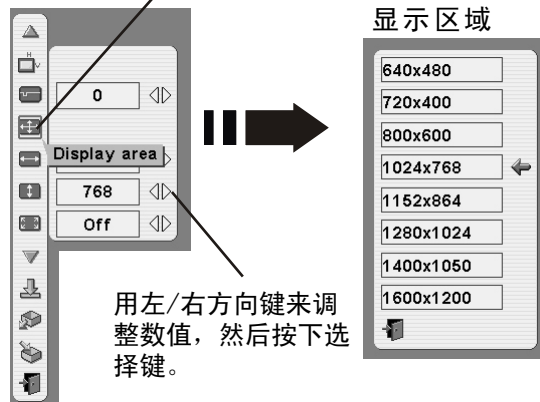 H
V
0
Display area
768
Off
用左/右方向键来调
整数值，然后按下选
择键。
显示区域
640x480
720x400
800x600
1024x768
1152x864
1280x1024
1400x1050
1600x1200